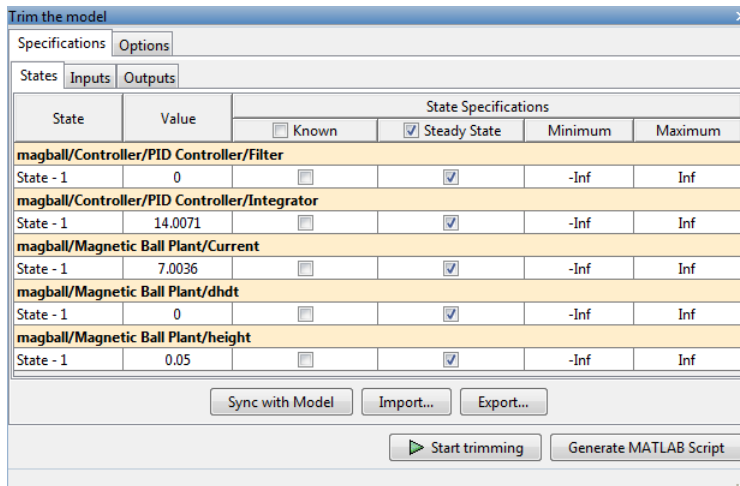 Trim the model
Specifications Options
States Inputs Outputs
State Value State Specifications
Known Steady State Minimum Maximum
magball/Controller/PID Controller/Filter
State - 1 0 -Inf Inf
magball/Controller/PID Controller/Integrator
State - 1 14.0071 -Inf Inf
magball/Magnetic Ball Plant/Current
State - 1 7.0036 -Inf Inf
magball/Magnetic Ball Plant/dhdt
State - 1 0 -Inf Inf
magball/Magnetic Ball Plant/height
State - 1 0.05 -Inf Inf
Sync with Model Import... Export...
Start trimming Generate MATLAB Script